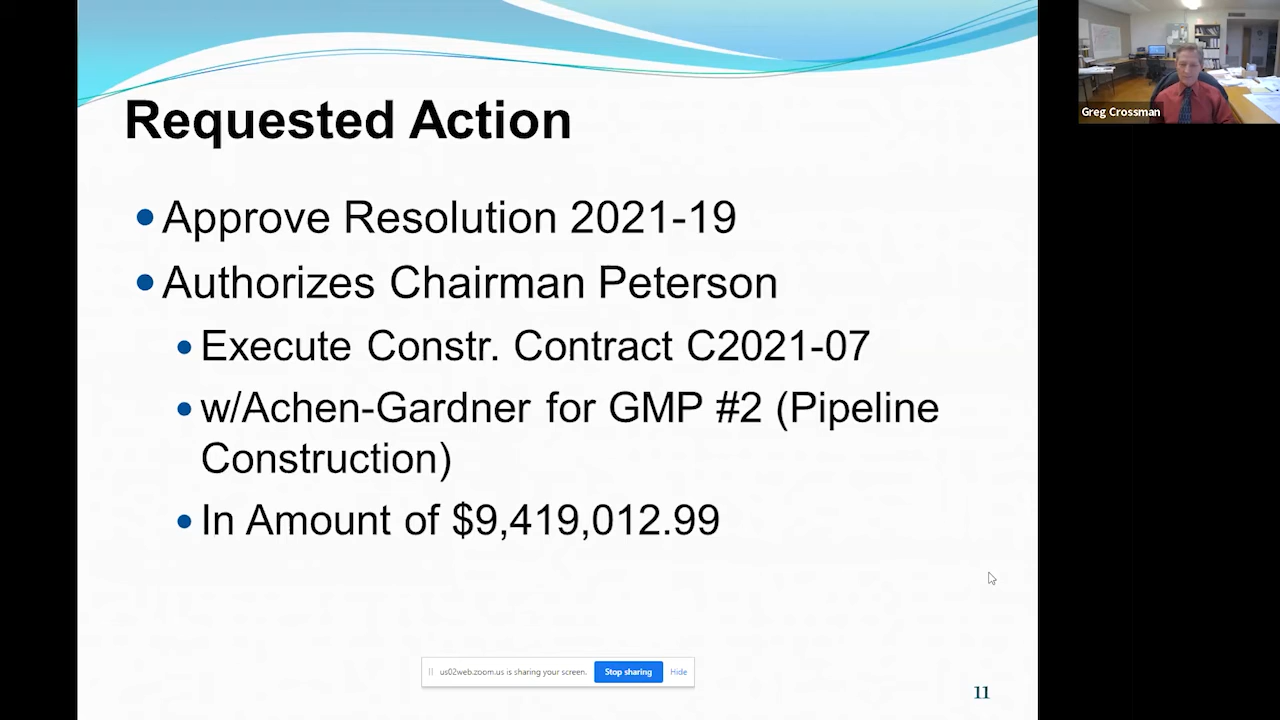 Requested Action
Approve Resolution 2021-19
Authorizes Chairman Peterson
Execute Constr. Contract C2021-07
w/Achen-Gardner for GMP #2 (Pipeline
Construction)
In Amount of $9,419,012.99
us02web.zoom.us is sharing your screen.
Stop sharing
Hide
11
Greg Crossman